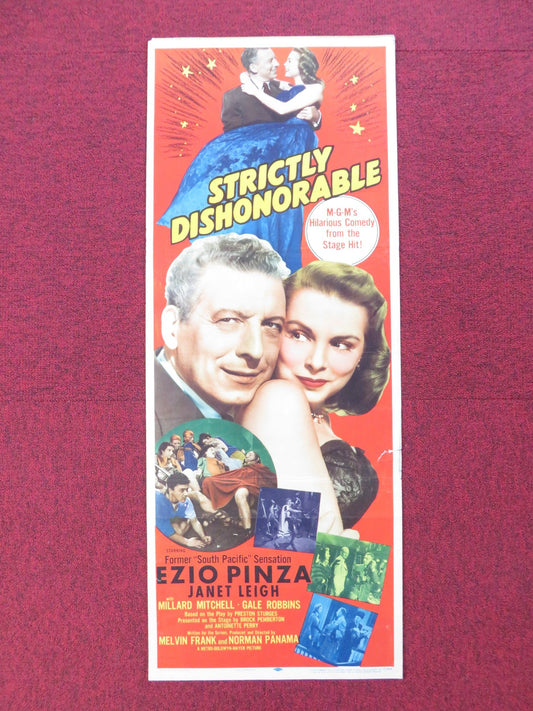 STRICTLY
DISHONORABLE
M-G-M's
Hilarious Comedy
from the
Stage Hit!
STARRING
Former "South Pacific" Sensation
EZIO PINZA
JANET LEIGH
with
MILLARD MITCHELL · GALE ROBBINS
Based on the Play by PRESTON STURGES
Presented on the Stage by BROCK PEMBERTON
and ANTOINETTE PERRY
Written for the Screen, Produced and Directed by
MELVIN FRANK and NORMAN PANAMA
A METRO-GOLDWYN-MAYER PICTURE